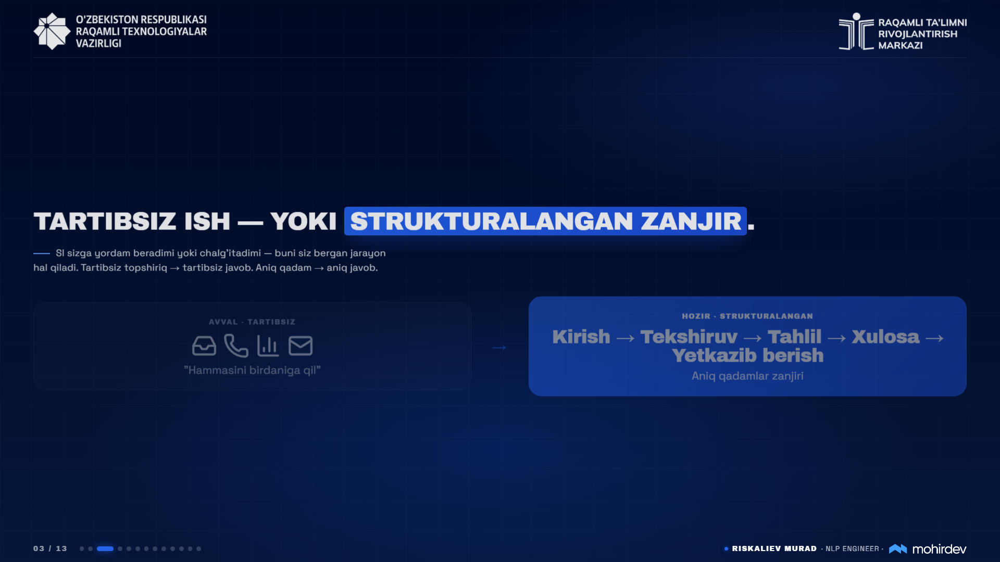 O'ZBEKISTON RESPUBLIKASI
RAQAMLI TEXNOLOGIYALAR
VAZIRLIGI
RAQAMLI TA'LIMNI
RIVOJLANTIRISH
MARKAZI
TARTIBSIZ ISH — YOKI STRUKTURALANGAN ZANJIR.
SI sizga yordam beradimi yoki chalg'itadimi — buni siz bergan jarayon
hal qiladi. Tartibsiz topshiriq → tartibsiz javob. Aniq qadam → aniq javob.
AVVAL · TARTIBSIZ
"Hammasini birdaniga qil"
→
HOZIR · STRUKTURALANGAN
Kirish → Tekshiruv → Tahlil → Xulosa →
Yetkazib berish
Aniq qadamlar zanjiri
03 / 13
RISKALIEV MURAD · NLP ENGINEER · mohirdev